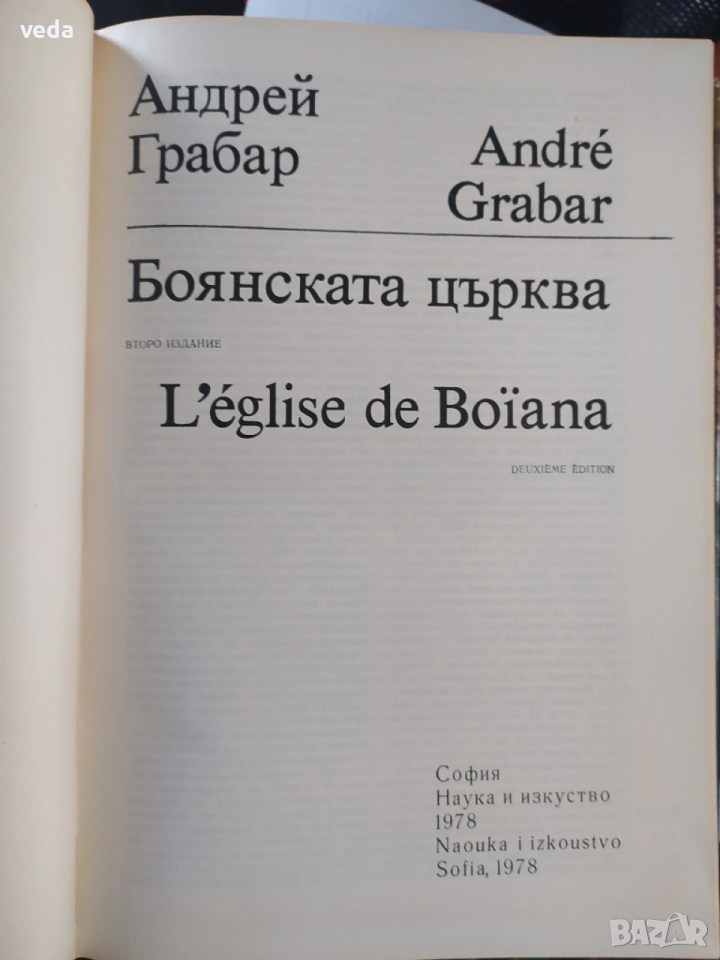 veda
Андрей
Грабар
André
Grabar
Боянската църква
ВТОРО ИЗДАНИЕ
L'église de Boïana
DEUXIÈME ÉDITION
София
Наука и изкуство
1978
Naouka i izkoustvo
Sofia, 1978
BAZAR